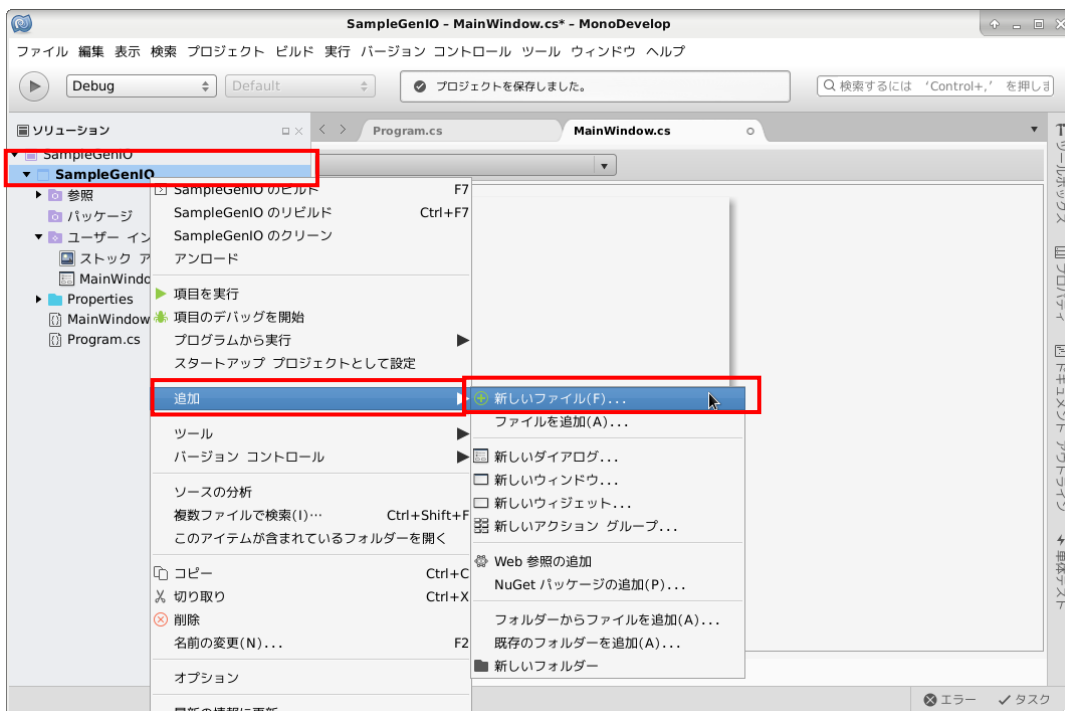 SampleGenIO – MainWindow.cs* – MonoDevelop
ファイル 編集 表示 検索 プロジェクト ビルド 実行 バージョン コントロール ツール ウィンドウ ヘルプ
Debug
Default
プロジェクトを保存しました。
検索するには 'Control+,' を押しま
ソリューション
Program.cs
MainWindow.cs
SampleGenIO
SampleGenIO
参照
パッケージ
ユーザー イン
ストック ア
MainWindo
Properties
MainWindow
Program.cs
SampleGenIO のビルド F7
SampleGenIO のリビルド Ctrl+F7
SampleGenIO のクリーン
アンロード
項目を実行
項目のデバッグを開始
プログラムから実行
スタートアップ プロジェクトとして設定
追加
ツール
バージョン コントロール
ソースの分析
複数ファイルで検索(I)… Ctrl+Shift+F
このアイテムが含まれているフォルダーを開く
コピー Ctrl+C
切り取り Ctrl+X
削除
名前の変更(N)... F2
オプション
最新の情報に更新
新しいファイル(F)...
ファイルを追加(A)...
新しいダイアログ...
新しいウィンドウ...
新しいウィジェット...
新しいアクション グループ...
Web 参照の追加
NuGet パッケージの追加(P)...
フォルダーからファイルを追加(A)...
既存のフォルダーを追加(A)...
新しいフォルダー
ツールボックス
プロパティ
ドキュメント アウトライン
単体テスト
エラー
タスク